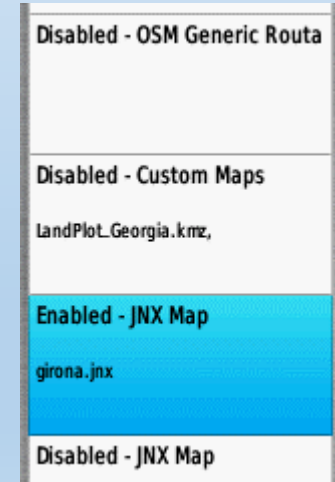 Disabled - OSM Generic Routa
Disabled - Custom Maps
LandPlot_Georgia.kmz,
Enabled - JNX Map
girona.jnx
Disabled - JNX Map